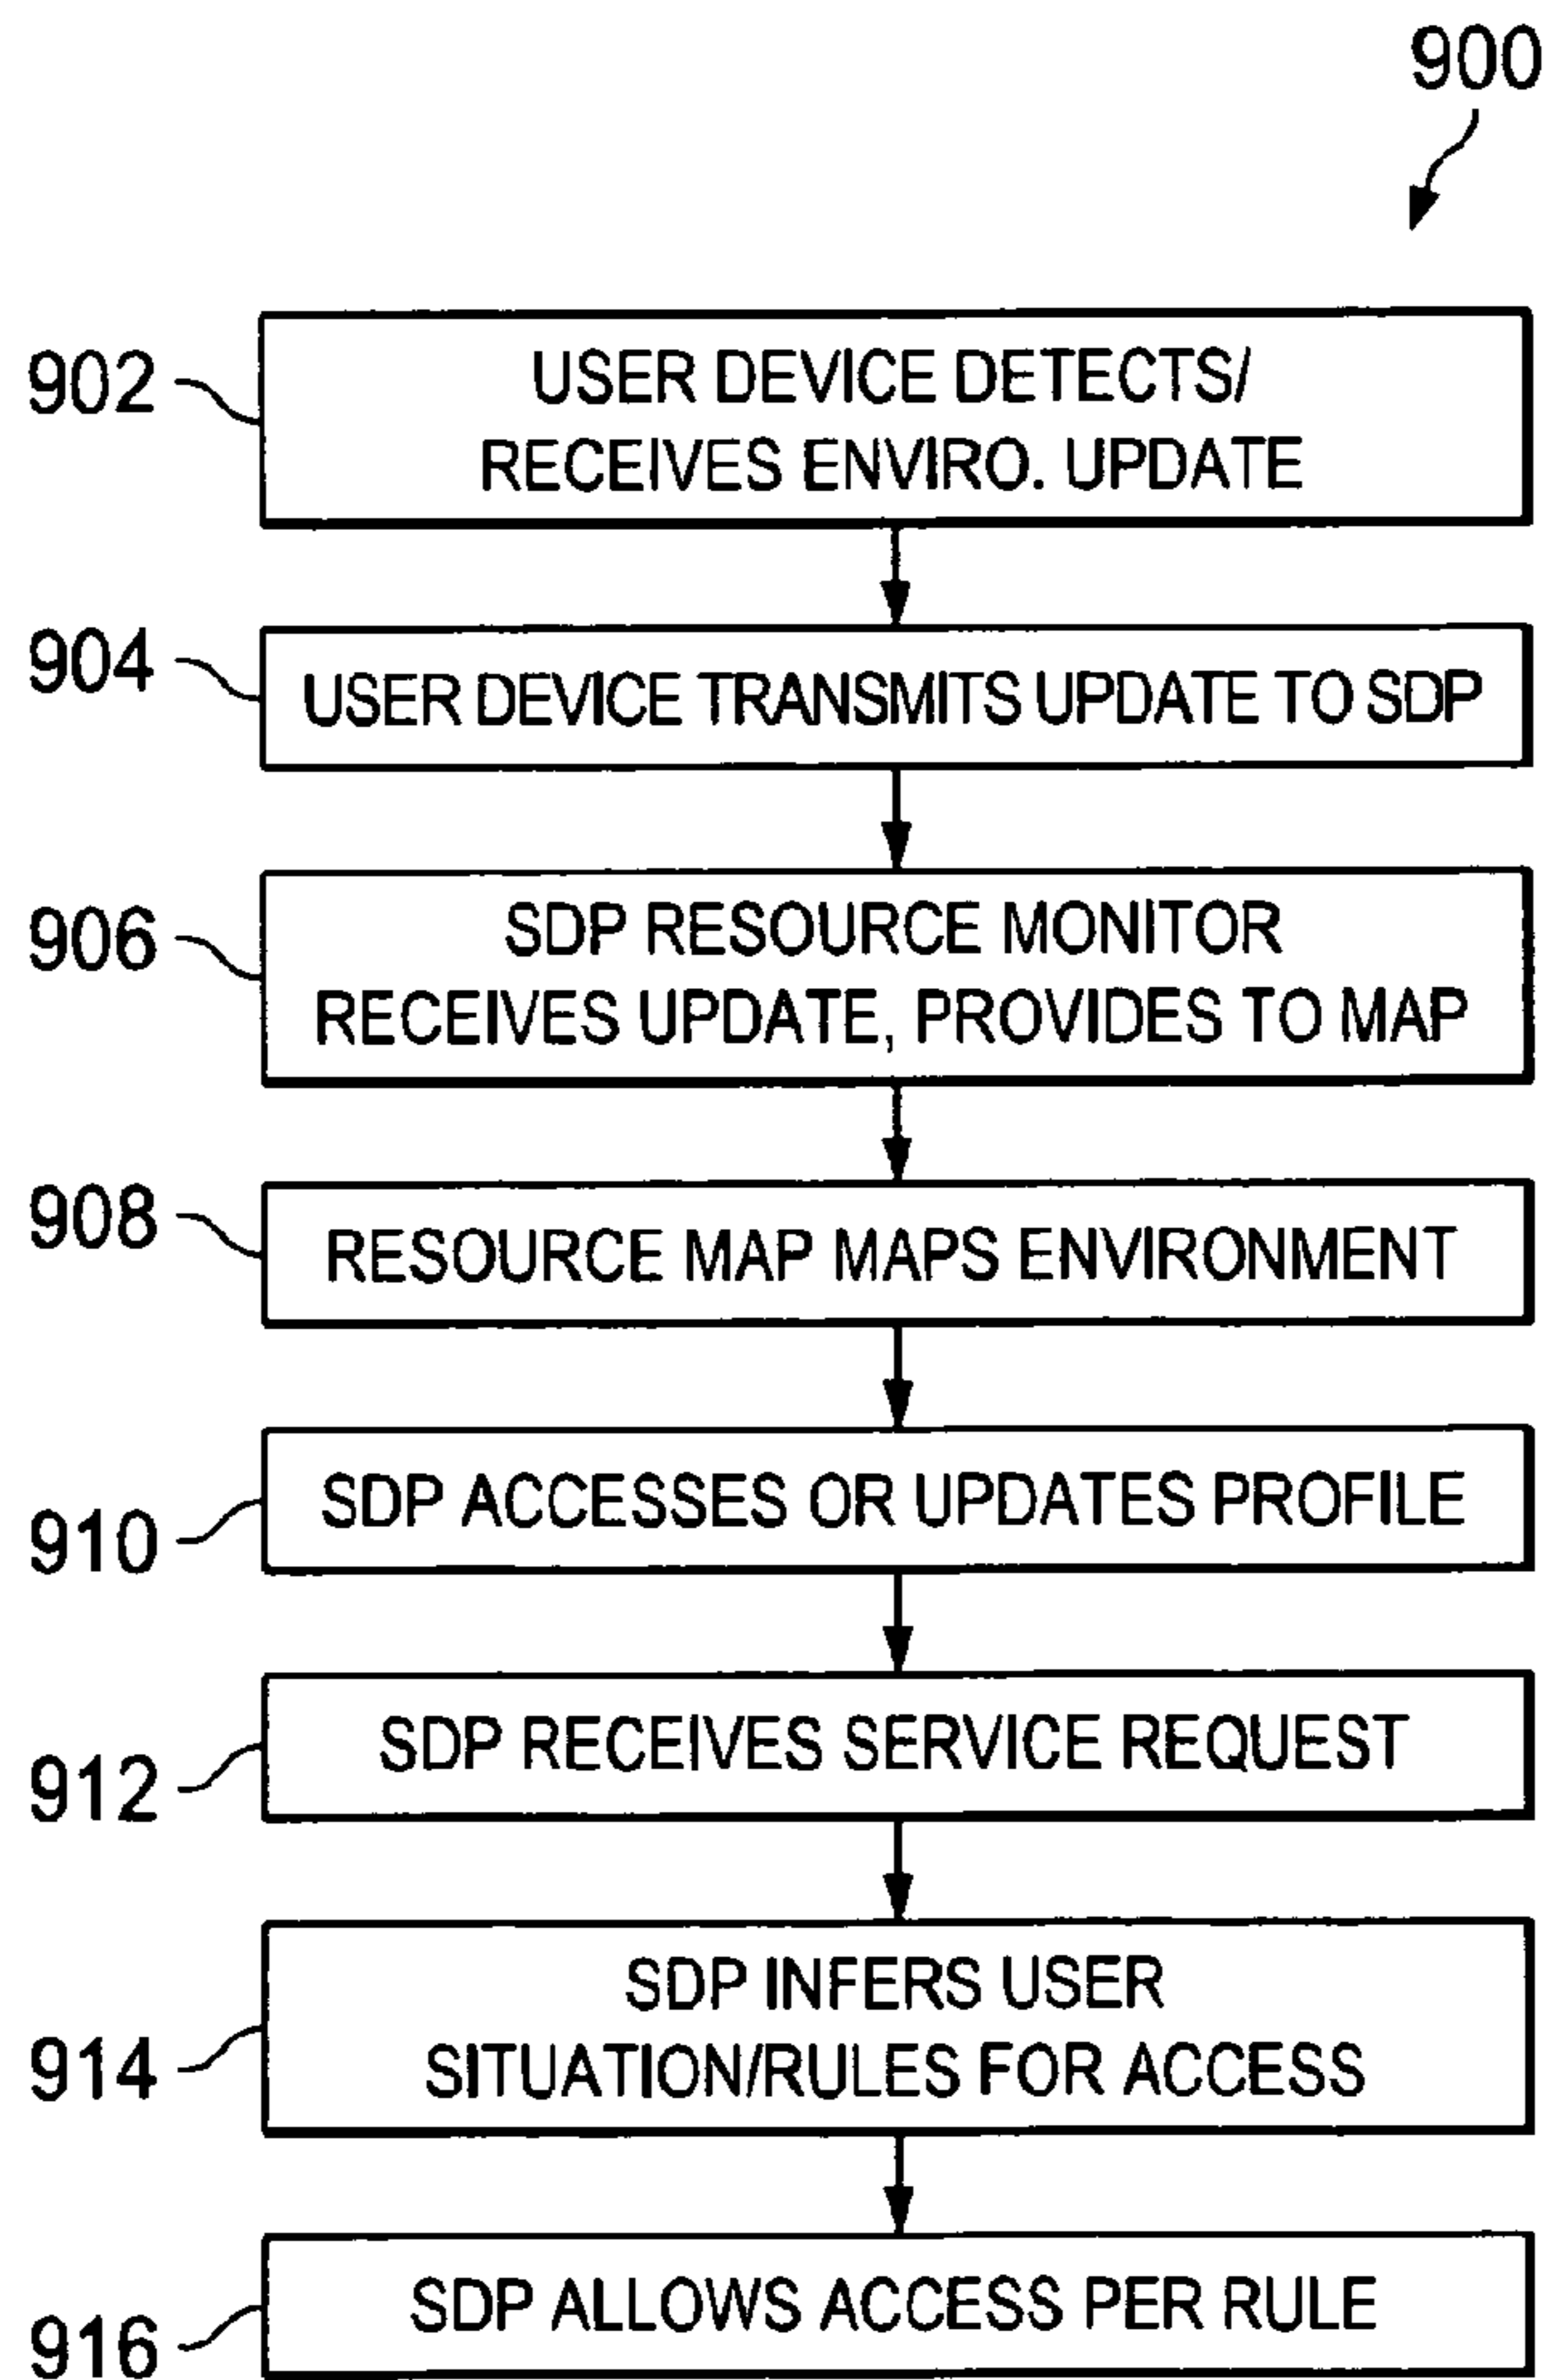 900
902
USER DEVICE DETECTS/
RECEIVES ENVIRO. UPDATE
904
USER DEVICE TRANSMITS UPDATE TO SDP
906
SDP RESOURCE MONITOR
RECEIVES UPDATE, PROVIDES TO MAP
908
RESOURCE MAP MAPS ENVIRONMENT
910
SDP ACCESSES OR UPDATES PROFILE
912
SDP RECEIVES SERVICE REQUEST
914
SDP INFERS USER
SITUATION/RULES FOR ACCESS
916
SDP ALLOWS ACCESS PER RULE